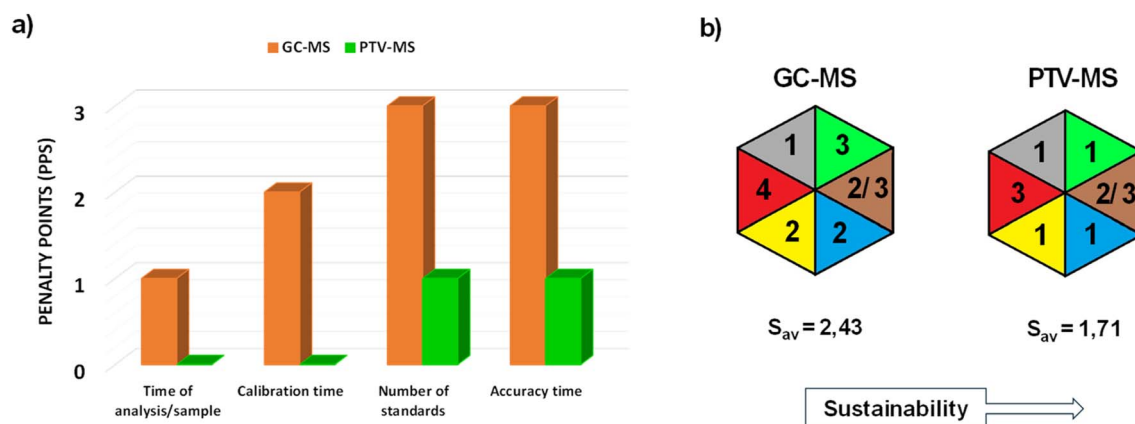 a)
GC-MS PTV-MS
PENALTY POINTS (PPS)
3
2
1
0
Time of
analysis/sample
Calibration time
Number of
standards
Accuracy time
b)
GC-MS
1 3
4 2/ 3
2 2
Sav = 2,43
PTV-MS
1 1
3 2/ 3
1 1
Sav = 1,71
Sustainability